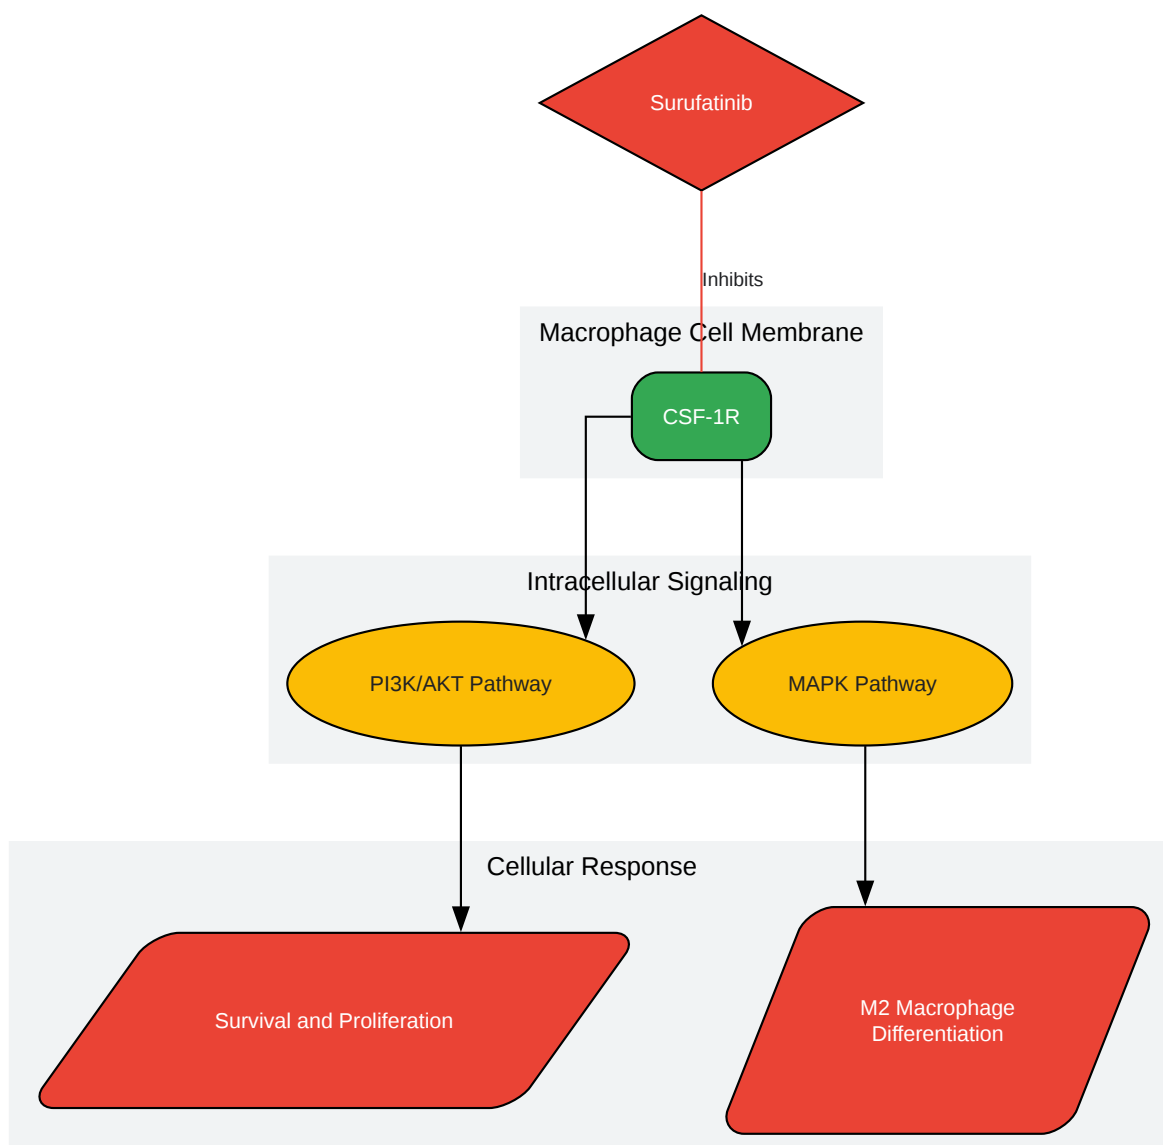 Surufatinib
Inhibits
Macrophage Cell Membrane
CSF-1R
Intracellular Signaling
PI3K/AKT Pathway
MAPK Pathway
Cellular Response
Survival and Proliferation
M2 Macrophage
Differentiation